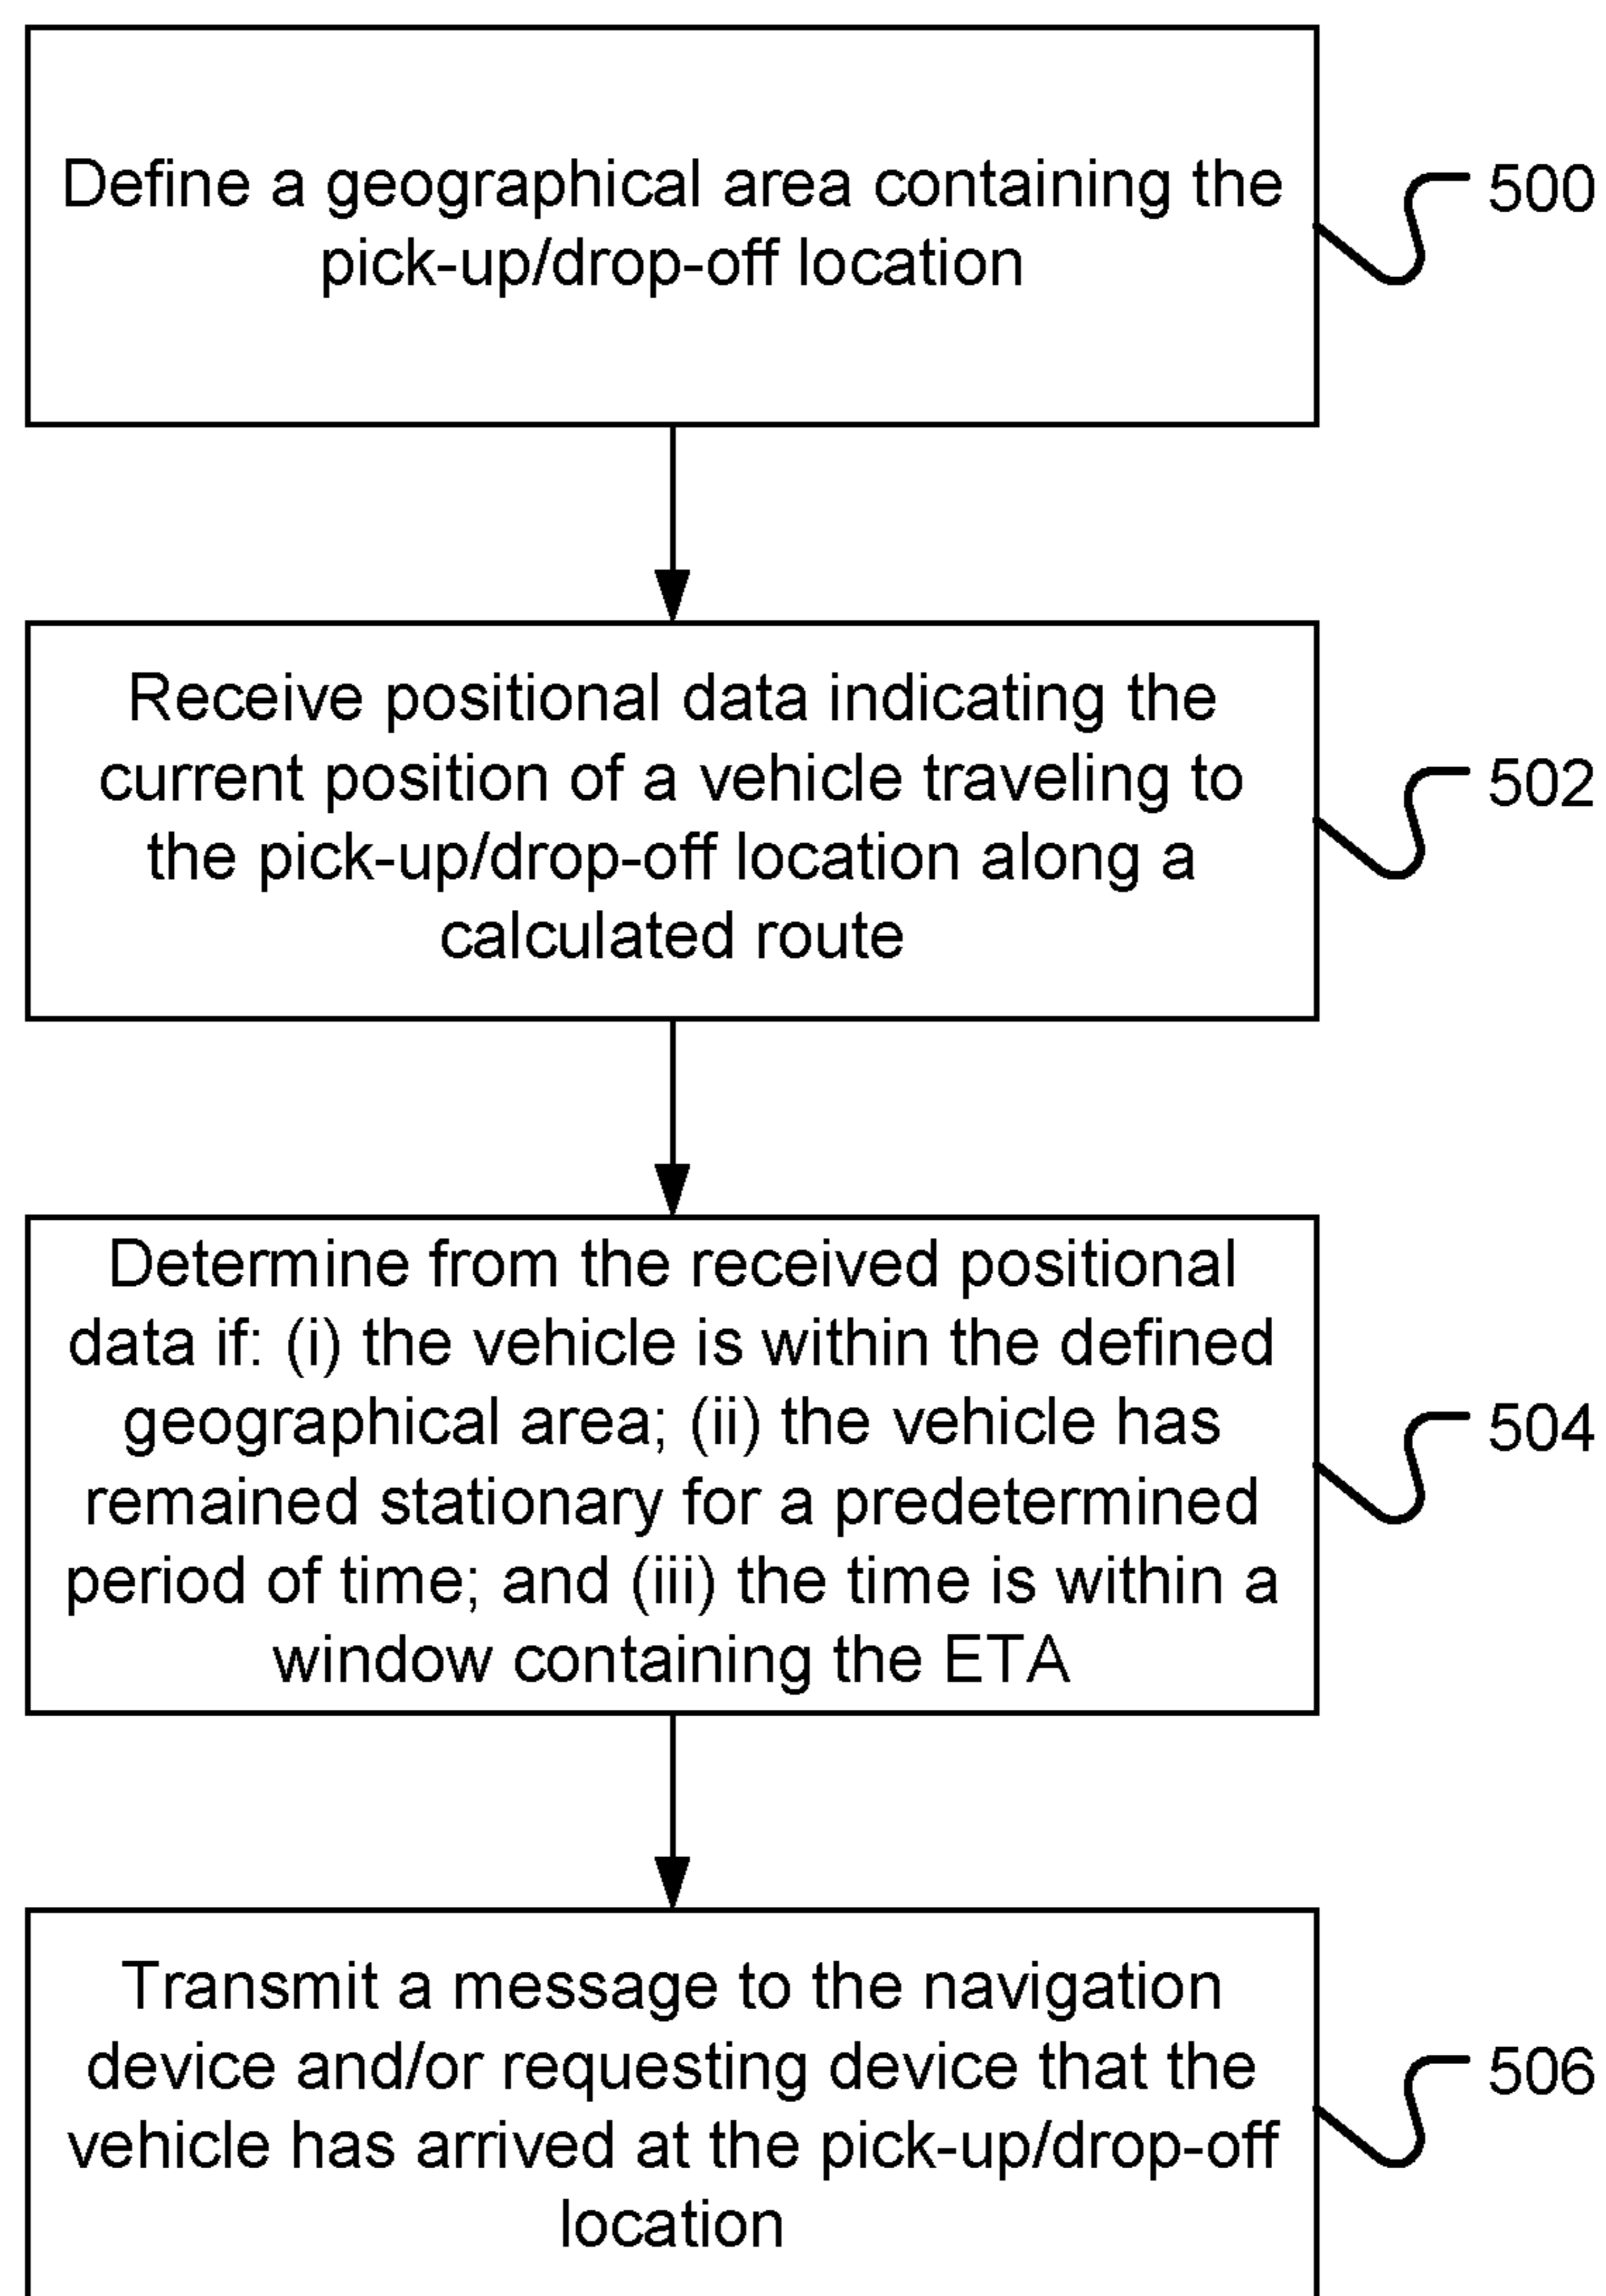 Define a geographical area containing the
pick-up/drop-off location
500
Receive positional data indicating the
current position of a vehicle traveling to
the pick-up/drop-off location along a
calculated route
502
Determine from the received positional
data if: (i) the vehicle is within the defined
geographical area; (ii) the vehicle has
remained stationary for a predetermined
period of time; and (iii) the time is within a
window containing the ETA
504
Transmit a message to the navigation
device and/or requesting device that the
vehicle has arrived at the pick-up/drop-off
location
506